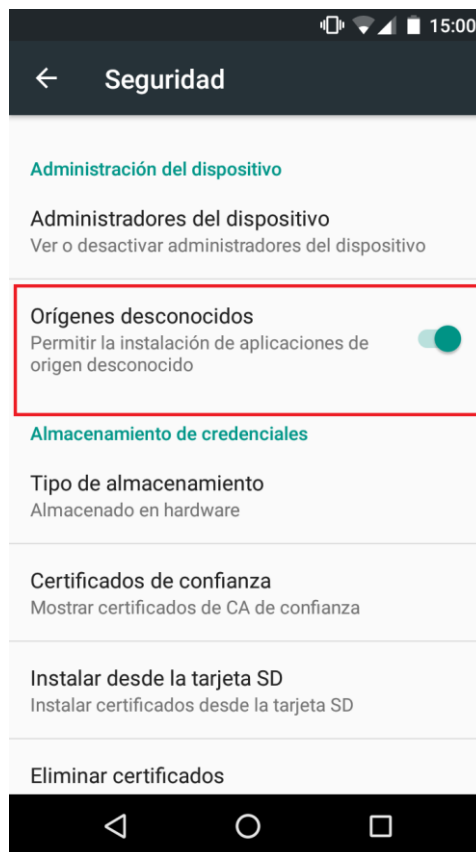 15:00
Seguridad
Administración del dispositivo
Administradores del dispositivo
Ver o desactivar administradores del dispositivo
Orígenes desconocidos
Permitir la instalación de aplicaciones de
origen desconocido
Almacenamiento de credenciales
Tipo de almacenamiento
Almacenado en hardware
Certificados de confianza
Mostrar certificados de CA de confianza
Instalar desde la tarjeta SD
Instalar certificados desde la tarjeta SD
Eliminar certificados